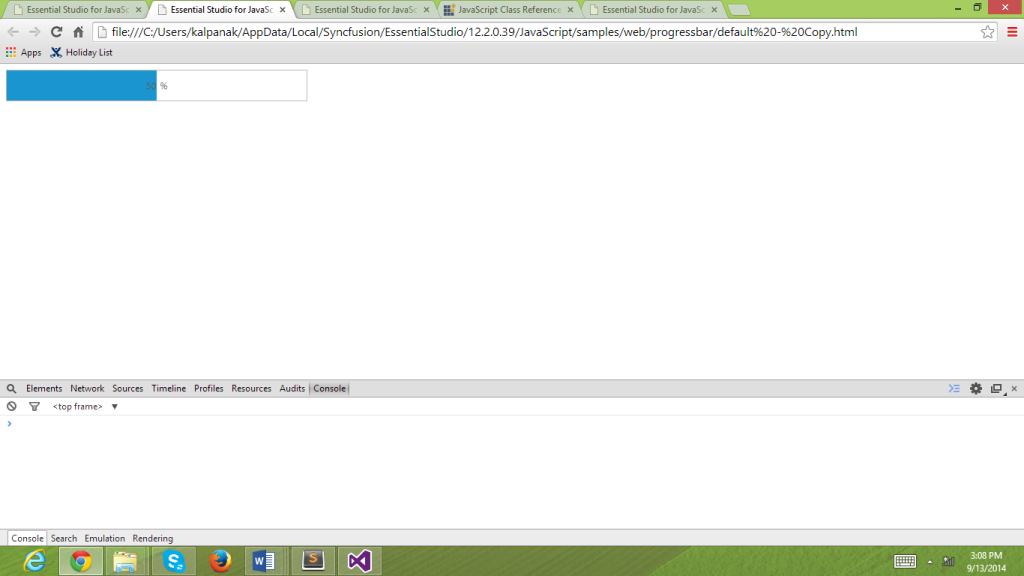 Essential Studio for JavaSc
Essential Studio for JavaSc
Essential Studio for JavaSc
JavaScript Class Reference
Essential Studio for JavaSc
file:///C:/Users/kalpanak/AppData/Local/Syncfusion/EssentialStudio/12.2.0.39/JavaScript/samples/web/progressbar/default%20-%20Copy.html
Apps Holiday List
50 %
Elements Network Sources Timeline Profiles Resources Audits Console
<top frame>
Console Search Emulation Rendering
3:08 PM
9/13/2014